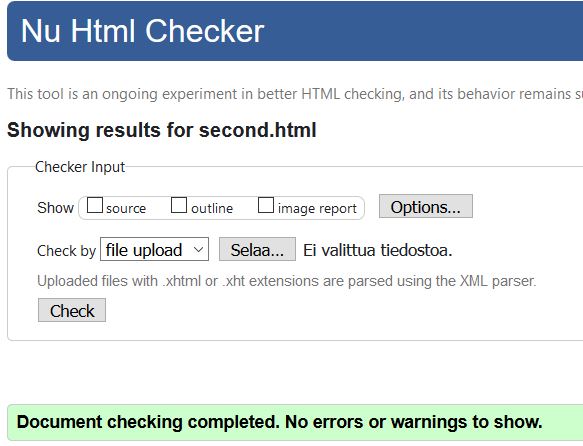 Nu Html Checker
This tool is an ongoing experiment in better HTML checking, and its behavior remains
Showing results for second.html
Checker Input
Show source outline image report Options...
Check by file upload Selaa... Ei valittua tiedostoa.
Uploaded files with .xhtml or .xht extensions are parsed using the XML parser.
Check
Document checking completed. No errors or warnings to show.